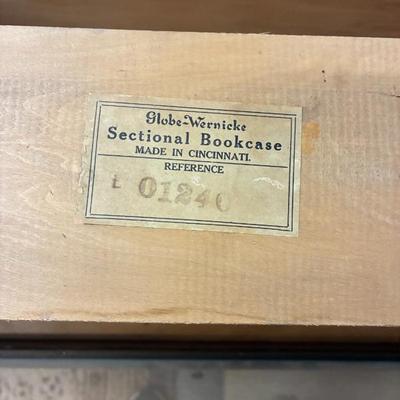 Globe-Wernicke
Sectional Bookcase
MADE IN CINCINNATI.
REFERENCE
L 01240